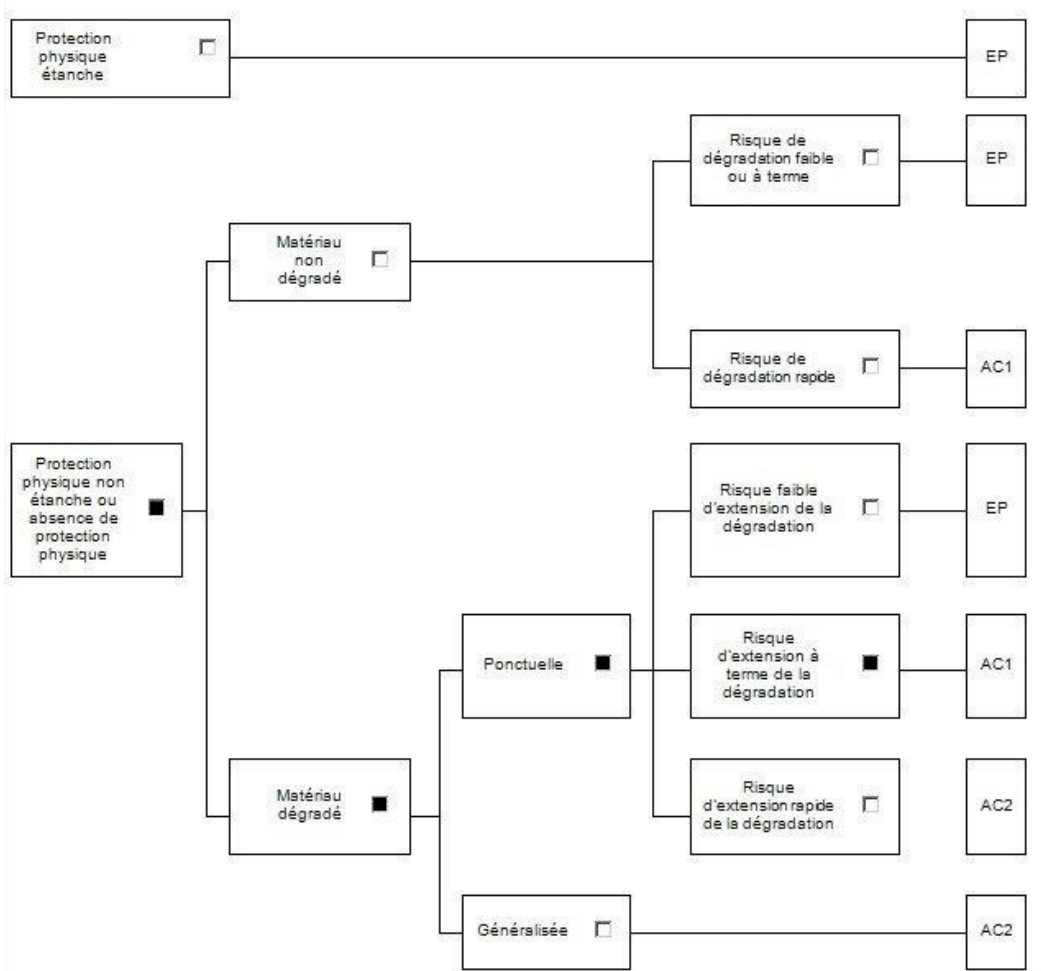 Protection
physique
étanche
EP
Risque de
dégradation faible
ou à terme
EP
Matériau
non
dégradé
Risque de
dégradation rapide
AC1
Protection
physique non
étanche ou
absence de
protection
physique
Risque faible
d'extension de la
dégradation
EP
Ponctuelle
Risque
d'extension à
terme de la
dégradation
AC1
Matériau
dégradé
Risque
d'extension rapide
de la dégradation
AC2
Généralisée
AC2